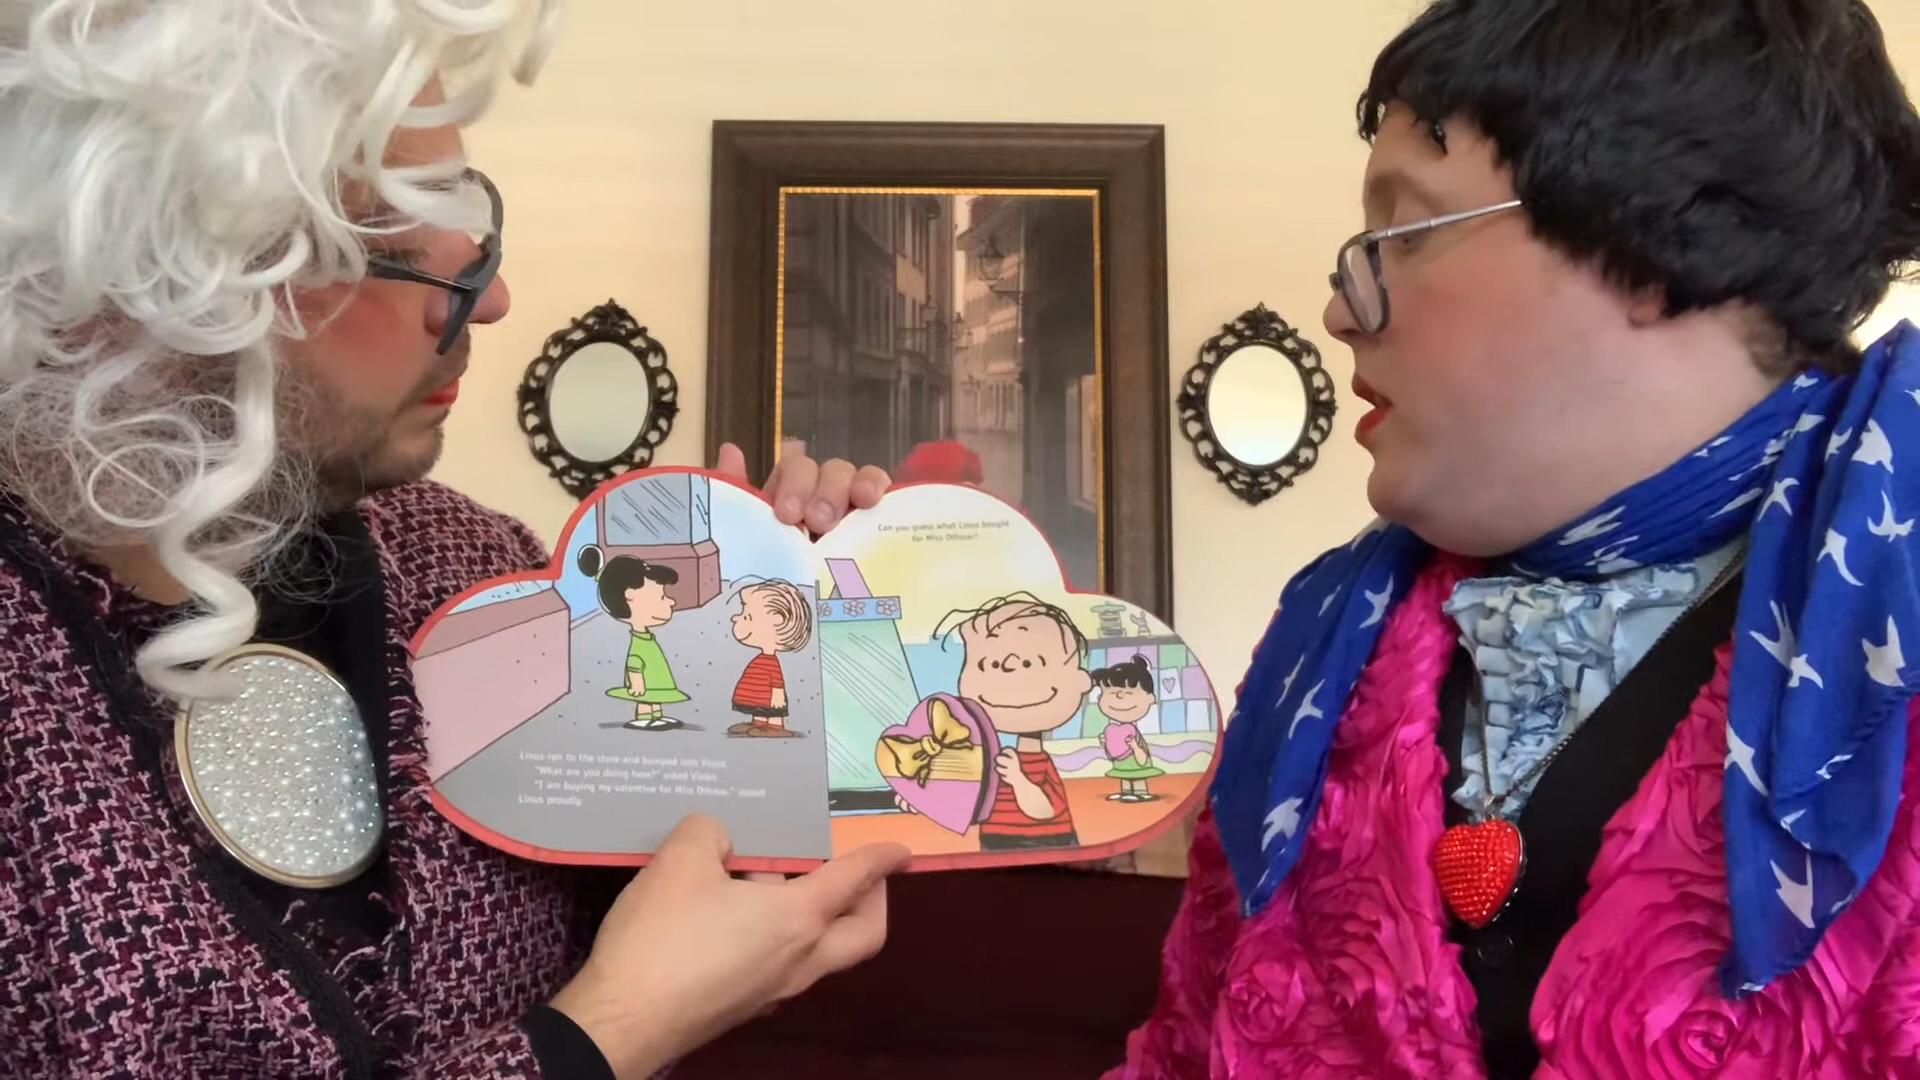 Linus ran to the store and bumped into Violet.
"What are you doing here?" asked Violet.
"I am buying my valentine for Miss Othmar," stated
Linus proudly.
Can you guess what Linus bought
for Miss Othmar?